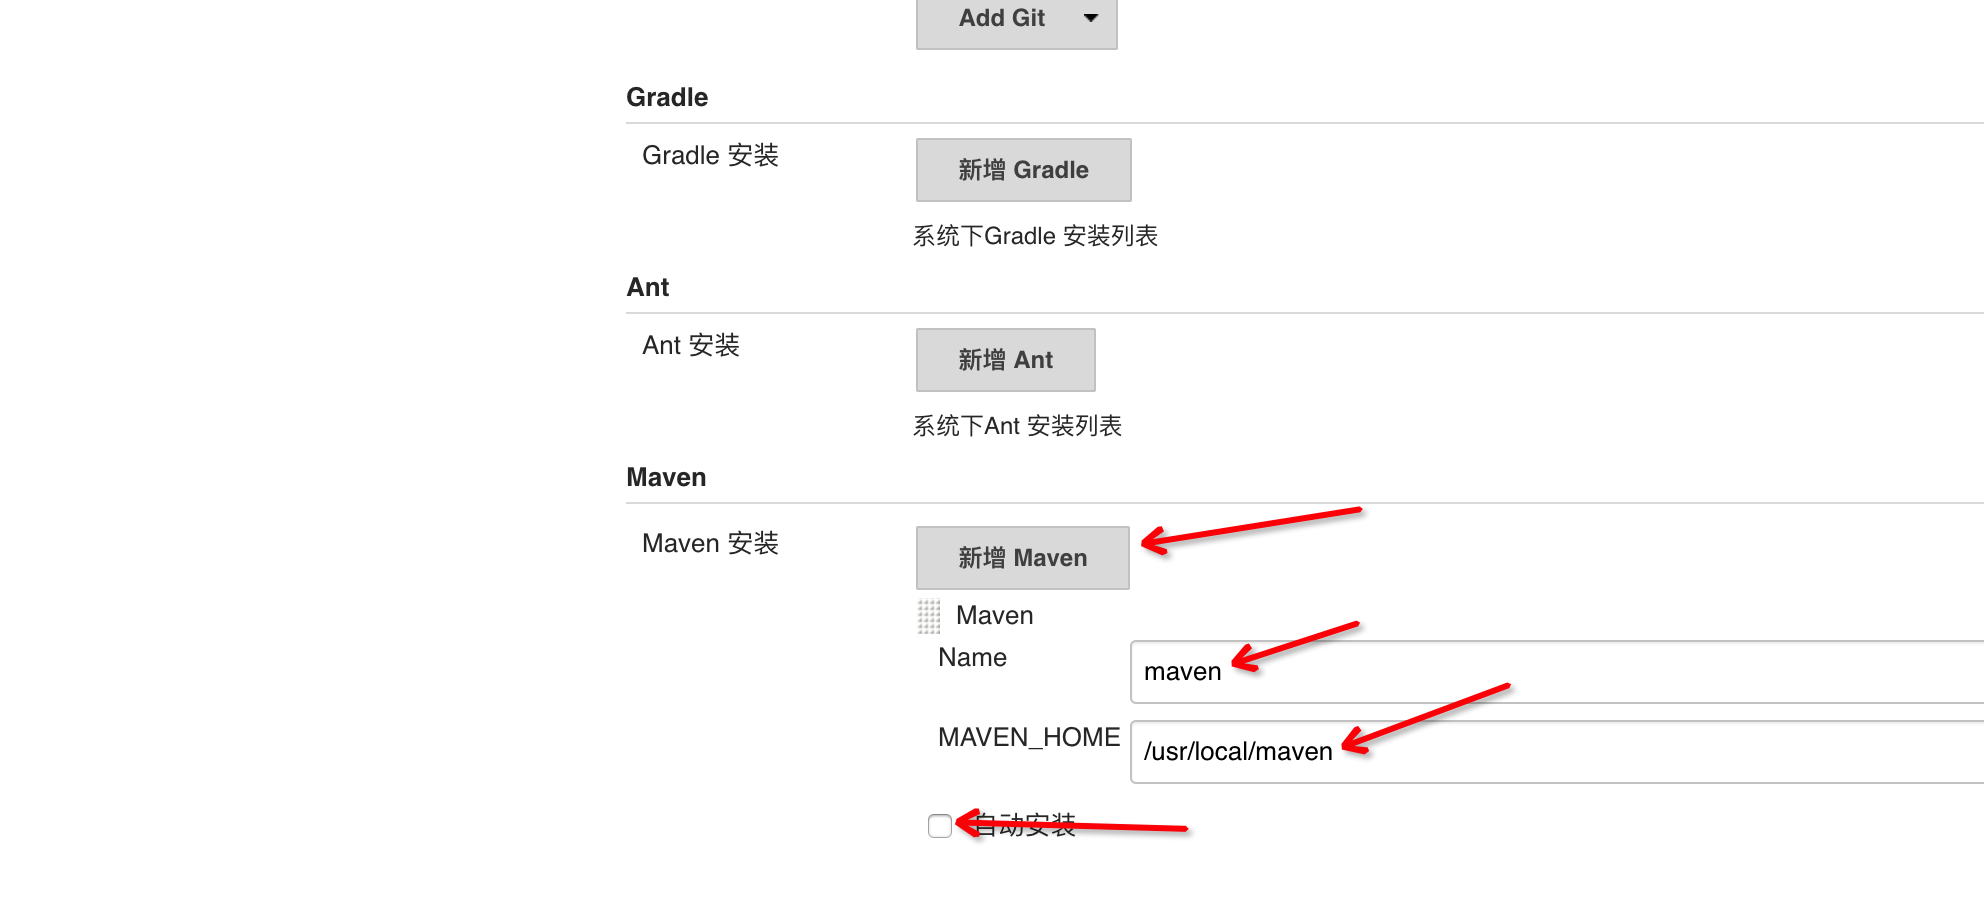 Add Git
Gradle
Gradle 安装
新增 Gradle
系统下Gradle 安装列表
Ant
Ant 安装
新增 Ant
系统下Ant 安装列表
Maven
Maven 安装
新增 Maven
Maven
Name
maven
MAVEN_HOME
/usr/local/maven
自动安装